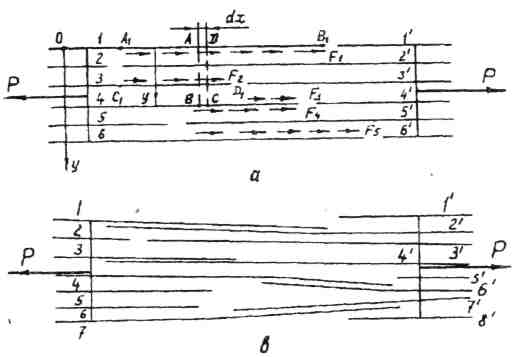 dx
0 1 A₁ A D B₁ 1'
2 F₁ 2'
3 F₂ 3'
P 4 C₁ y B C D₁ F₃ 4' P
5 F₄ 5'
6 F₅ 6'
y
а
1 1'
2 2'
P 3 4' 3' P
4 5'
5 6'
6 7'
7 8'
в